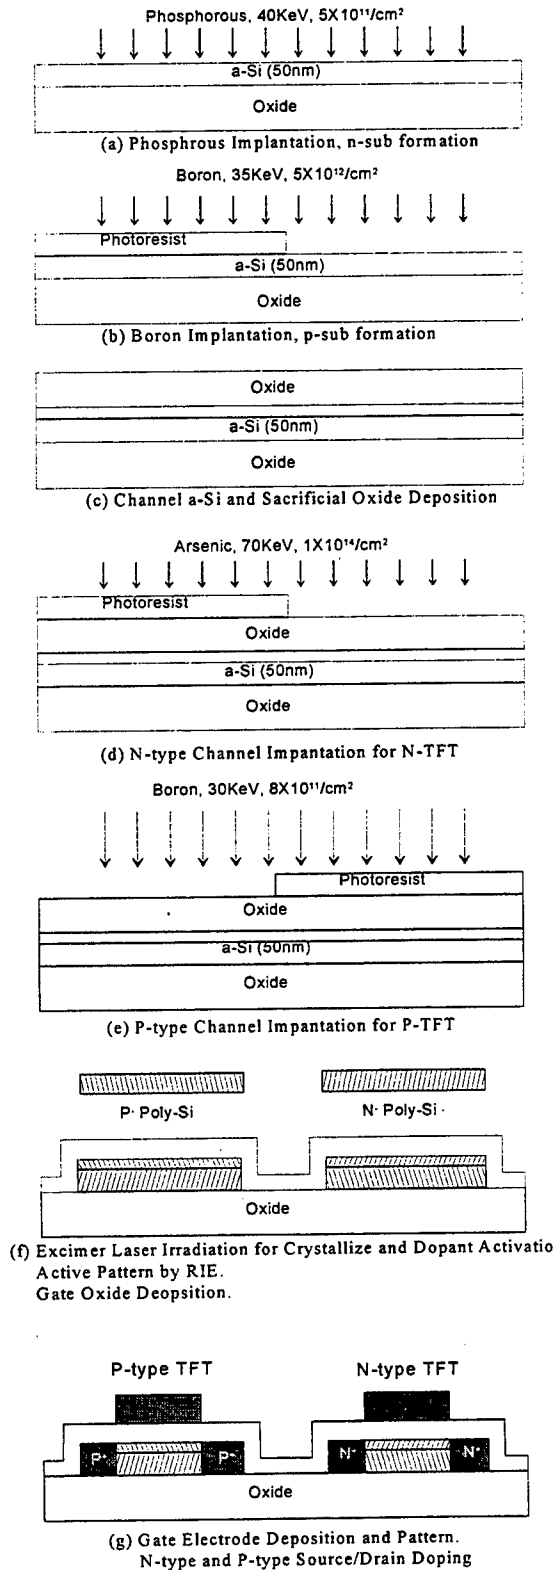 Phosphorous, 40KeV, 5X10¹¹/cm²
a-Si (50nm)
Oxide
(a) Phosphrous Implantation, n-sub formation
Boron, 35KeV, 5X10¹²/cm²
Photoresist
a-Si (50nm)
Oxide
(b) Boron Implantation, p-sub formation
Oxide
a-Si (50nm)
Oxide
(c) Channel a-Si and Sacrificial Oxide Deposition
Arsenic, 70KeV, 1X10¹⁴/cm²
Photoresist
Oxide
a-Si (50nm)
Oxide
(d) N-type Channel Impantation for N-TFT
Boron, 30KeV, 8X10¹¹/cm²
Photoresist
Oxide
a-Si (50nm)
Oxide
(e) P-type Channel Impantation for P-TFT
P⁻ Poly-Si N⁻ Poly-Si
Oxide
(f) Excimer Laser Irradiation for Crystallize and Dopant Activatio
Active Pattern by RIE.
Gate Oxide Deopsition.
P-type TFT N-type TFT
P⁺ P⁺ N⁺ N⁺
Oxide
(g) Gate Electrode Deposition and Pattern.
N-type and P-type Source/Drain Doping